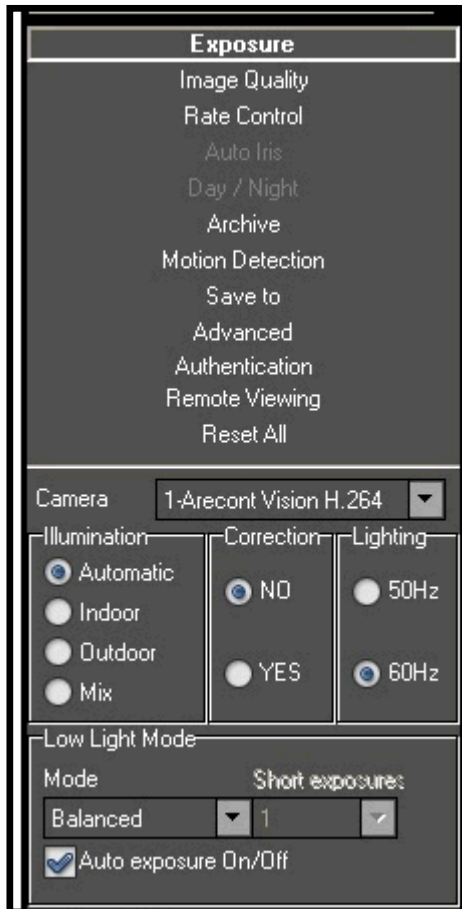 Exposure
Image Quality
Rate Control
Auto Iris
Day / Night
Archive
Motion Detection
Save to
Advanced
Authentication
Remote Viewing
Reset All
Camera 1-Arecont Vision H.264
Illumination Correction Lighting
Automatic NO 50Hz
Indoor
Outdoor YES 60Hz
Mix
Low Light Mode
Mode Short exposures
Balanced 1
Auto exposure On/Off